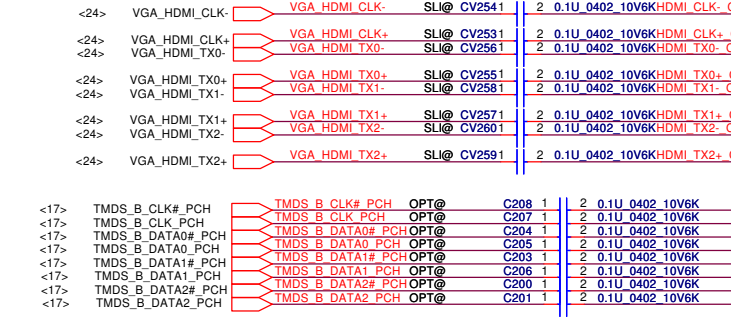 <24> VGA_HDMI_CLK- VGA_HDMI_CLK- SLI@ CV254 1 2 0.1U_0402_10V6K HDMI_CLK-_C
<24> VGA_HDMI_CLK+ VGA_HDMI_CLK+ SLI@ CV253 1 2 0.1U_0402_10V6K HDMI_CLK+_
<24> VGA_HDMI_TX0- VGA_HDMI_TX0- SLI@ CV256 1 2 0.1U_0402_10V6K HDMI_TX0-_C
<24> VGA_HDMI_TX0+ VGA_HDMI_TX0+ SLI@ CV255 1 2 0.1U_0402_10V6K HDMI_TX0+_
<24> VGA_HDMI_TX1- VGA_HDMI_TX1- SLI@ CV258 1 2 0.1U_0402_10V6K HDMI_TX1-_C
<24> VGA_HDMI_TX1+ VGA_HDMI_TX1+ SLI@ CV257 1 2 0.1U_0402_10V6K HDMI_TX1+_
<24> VGA_HDMI_TX2- VGA_HDMI_TX2- SLI@ CV260 1 2 0.1U_0402_10V6K HDMI_TX2-_C
<24> VGA_HDMI_TX2+ VGA_HDMI_TX2+ SLI@ CV259 1 2 0.1U_0402_10V6K HDMI_TX2+_
<17> TMDS_B_CLK#_PCH TMDS_B_CLK#_PCH OPT@ C208 1 2 0.1U_0402_10V6K
<17> TMDS_B_CLK_PCH TMDS_B_CLK_PCH OPT@ C207 1 2 0.1U_0402_10V6K
<17> TMDS_B_DATA0#_PCH TMDS_B_DATA0#_PCH OPT@ C204 1 2 0.1U_0402_10V6K
<17> TMDS_B_DATA0_PCH TMDS_B_DATA0_PCH OPT@ C205 1 2 0.1U_0402_10V6K
<17> TMDS_B_DATA1#_PCH TMDS_B_DATA1#_PCH OPT@ C203 1 2 0.1U_0402_10V6K
<17> TMDS_B_DATA1_PCH TMDS_B_DATA1_PCH OPT@ C206 1 2 0.1U_0402_10V6K
<17> TMDS_B_DATA2#_PCH TMDS_B_DATA2#_PCH OPT@ C200 1 2 0.1U_0402_10V6K
<17> TMDS_B_DATA2_PCH TMDS_B_DATA2_PCH OPT@ C201 1 2 0.1U_0402_10V6K